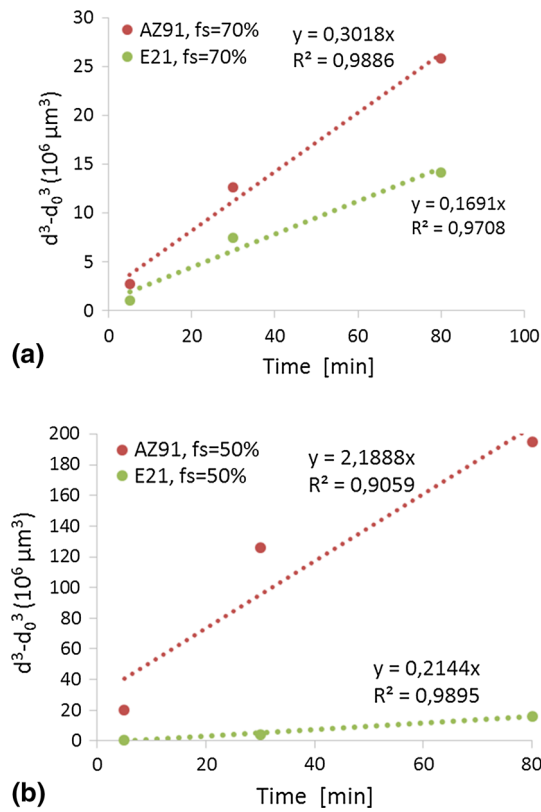 AZ91, fs=70%
E21, fs=70%
y = 0,3018x
R² = 0,9886
y = 0,1691x
R² = 0,9708
30
25
20
15
10
5
0
0 20 40 60 80 100
d³-d₀³ (10⁶ µm³)
Time [min]
(a)
AZ91, fs=50%
E21, fs=50%
y = 2,1888x
R² = 0,9059
y = 0,2144x
R² = 0,9895
200
180
160
140
120
100
80
60
40
20
0
0 20 40 60 80
d³-d₀³ (10⁶ µm³)
Time [min]
(b)